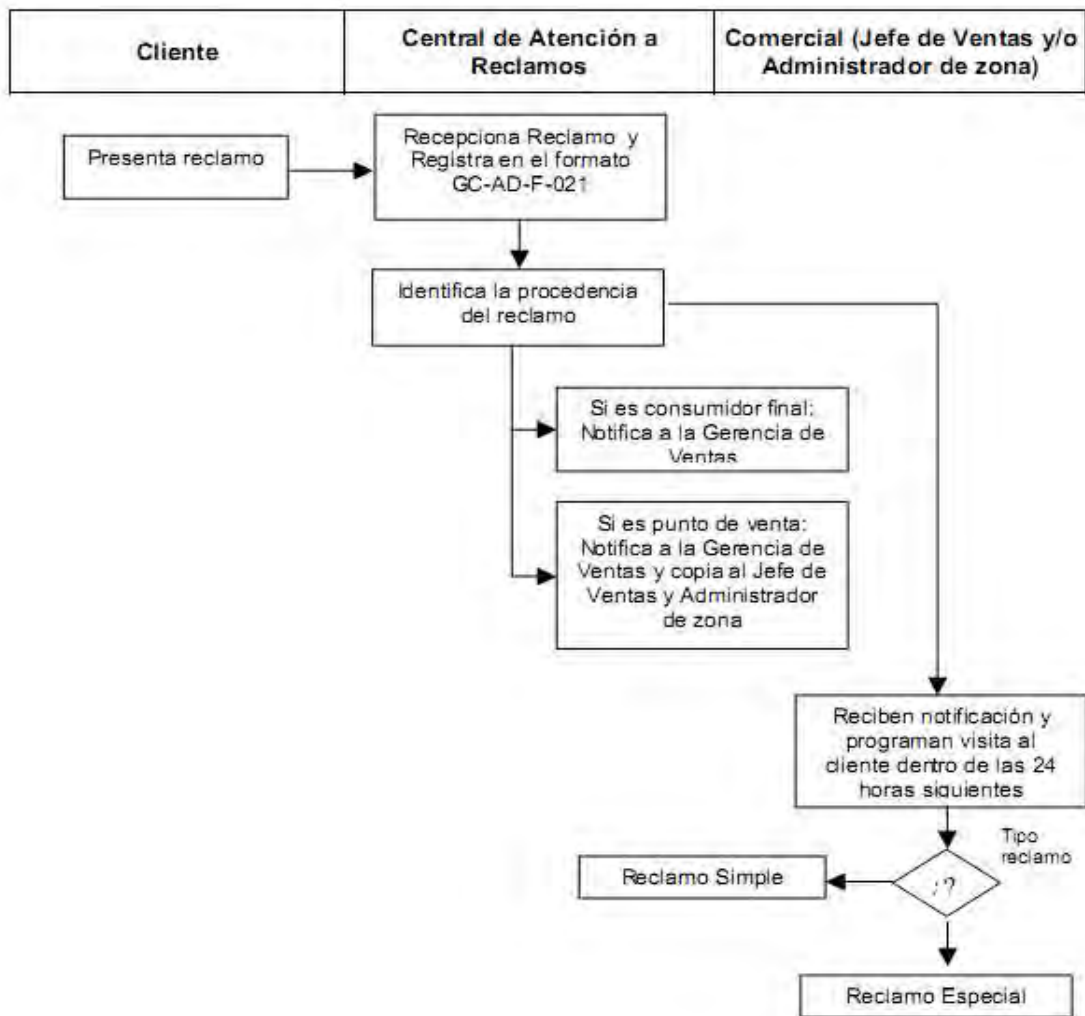 Cliente
Central de Atención a
Reclamos
Comercial (Jefe de Ventas y/o
Administrador de zona)
Presenta reclamo
Recepciona Reclamo y
Registra en el formato
GC-AD-F-021
Identifica la procedencia
del reclamo
Si es consumidor final:
Notifica a la Gerencia de
Ventas
Si es punto de venta:
Notifica a la Gerencia de
Ventas y copia al Jefe de
Ventas y Administrador
de zona
Reciben notificación y
programan visita al
cliente dentro de las 24
horas siguientes
Tipo
reclamo
¿?
Reclamo Simple
Reclamo Especial